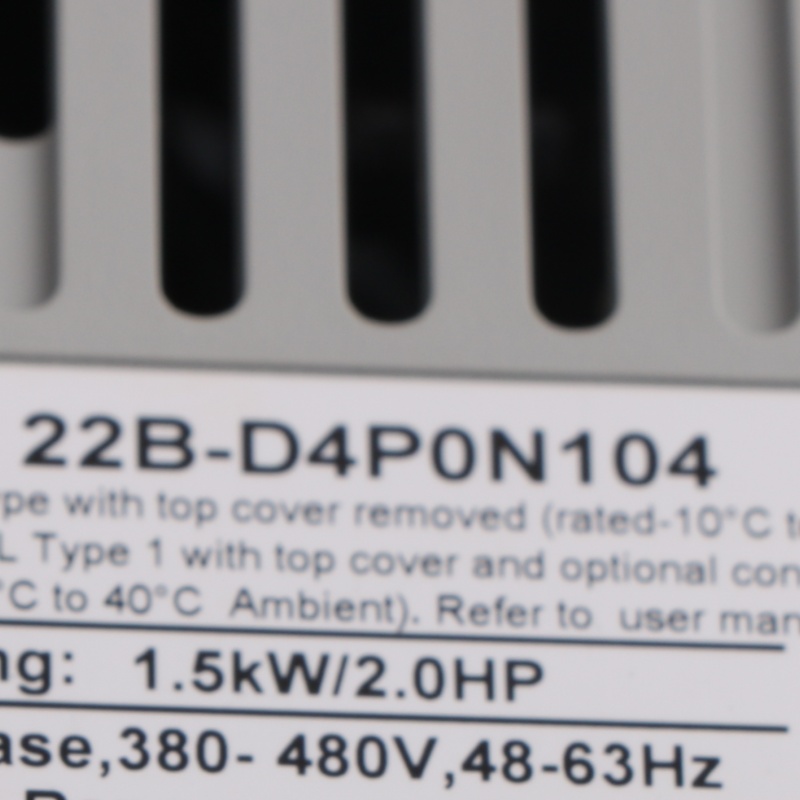 22B-D4P0N104
ype with top cover removed (rated-10°C t
L Type 1 with top cover and optional con
°C to 40°C Ambient). Refer to user man
ng: 1.5kW/2.0HP
ase,380- 480V,48-63Hz